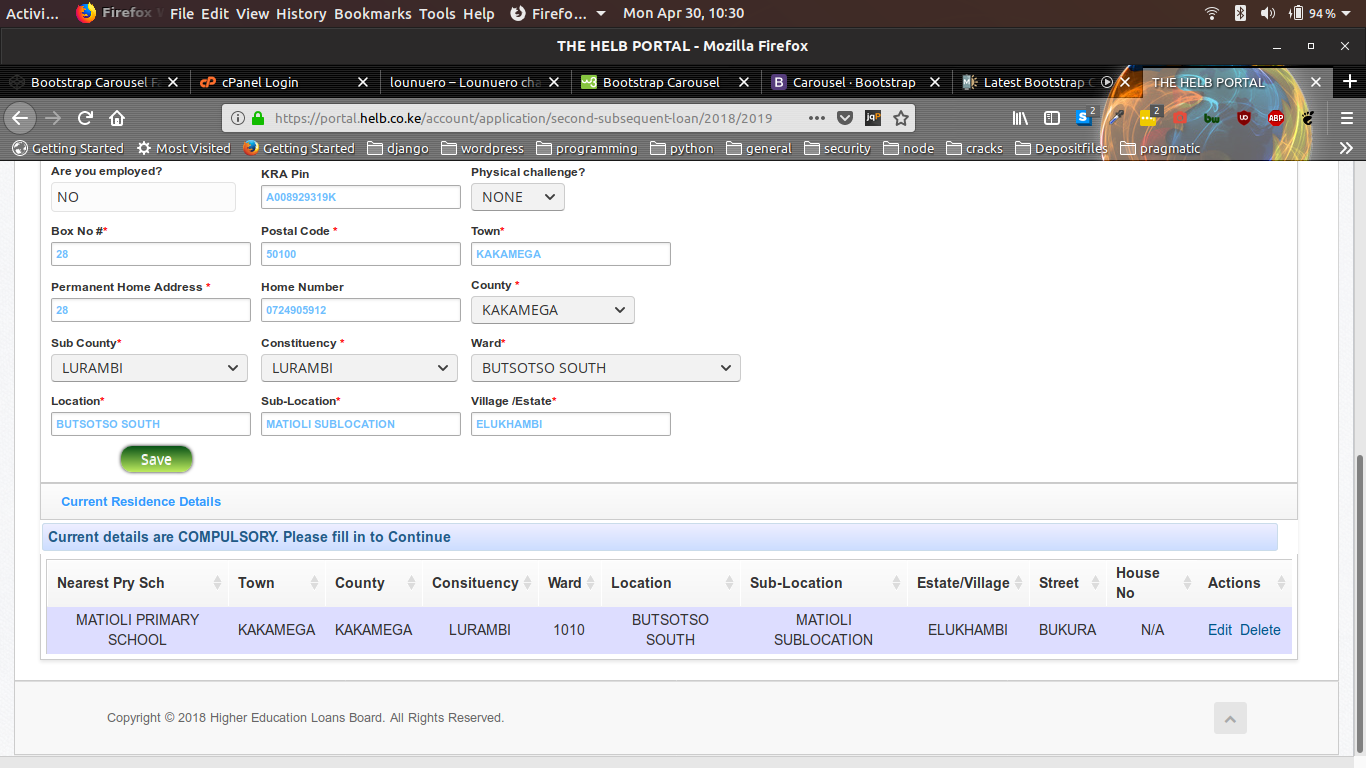 Activi... Firefox W File Edit View History Bookmarks Tools Help Firefo... Mon Apr 30, 10:30 94%
THE HELB PORTAL - Mozilla Firefox
Bootstrap Carousel Fa cPanel Login lounuero – Lounuero cha Bootstrap Carousel Carousel · Bootstrap Latest Bootstrap C THE HELB PORTAL
https://portal.helb.co.ke/account/application/second-subsequent-loan/2018/2019 jqP S 2 2 bw UD ABP
Getting Started Most Visited Getting Started django wordpress programming python general security node cracks Depositfiles pragmatic
Are you employed? KRA Pin Physical challenge?
NO A008929319K NONE
Box No #* Postal Code * Town*
28 50100 KAKAMEGA
Permanent Home Address * Home Number County *
28 0724905912 KAKAMEGA
Sub County* Constituency * Ward*
LURAMBI LURAMBI BUTSOTSO SOUTH
Location* Sub-Location* Village /Estate*
BUTSOTSO SOUTH MATIOLI SUBLOCATION ELUKHAMBI
Save
Current Residence Details
Current details are COMPULSORY. Please fill in to Continue
Nearest Pry Sch Town County Consituency Ward Location Sub-Location Estate/Village Street House No Actions
MATIOLI PRIMARY SCHOOL KAKAMEGA KAKAMEGA LURAMBI 1010 BUTSOTSO SOUTH MATIOLI SUBLOCATION ELUKHAMBI BUKURA N/A Edit Delete
Copyright © 2018 Higher Education Loans Board. All Rights Reserved.